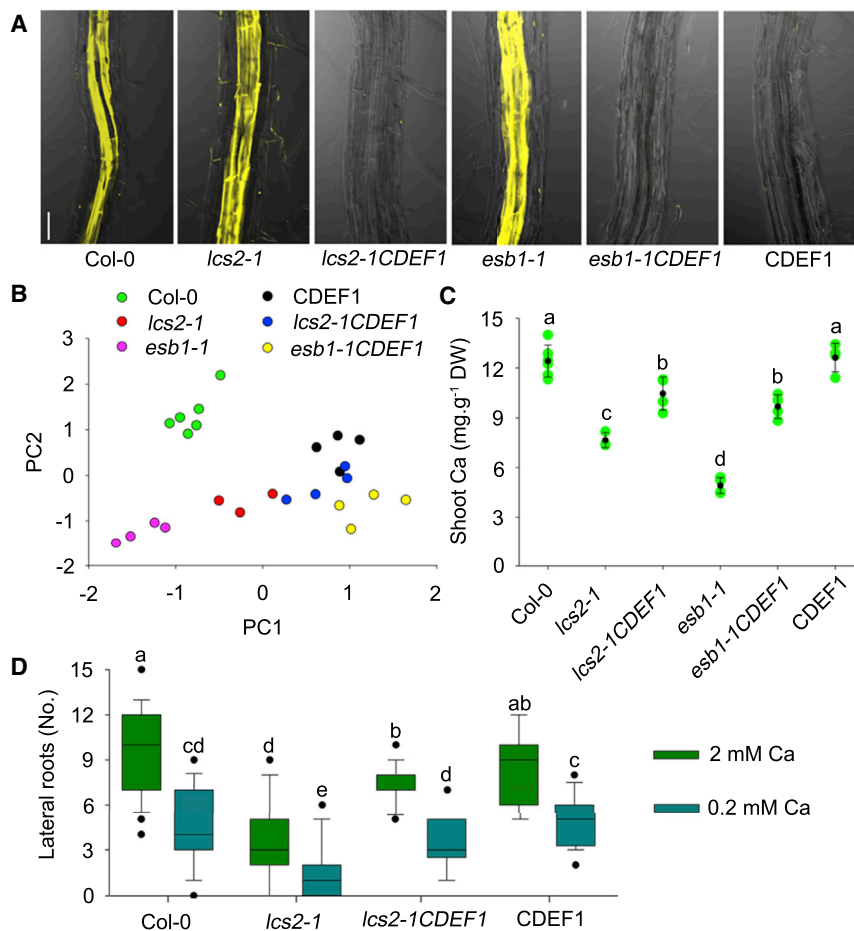 A
Col-0 lcs2-1 lcs2-1CDEF1 esb1-1 esb1-1CDEF1 CDEF1
B
Col-0 CDEF1
lcs2-1 lcs2-1CDEF1
esb1-1 esb1-1CDEF1
3
2
1
0
-1
-2
PC2
-2 -1 0 1 2
PC1
C
15
12
9
6
3
0
Shoot Ca (mg.g⁻¹ DW)
a c b d b a
Col-0
lcs2-1
lcs2-1CDEF1
esb1-1
esb1-1CDEF1
CDEF1
D
15
12
9
6
3
0
Lateral roots (No.)
a cd d e b d ab c
Col-0 lcs2-1 lcs2-1CDEF1 CDEF1
2 mM Ca
0.2 mM Ca